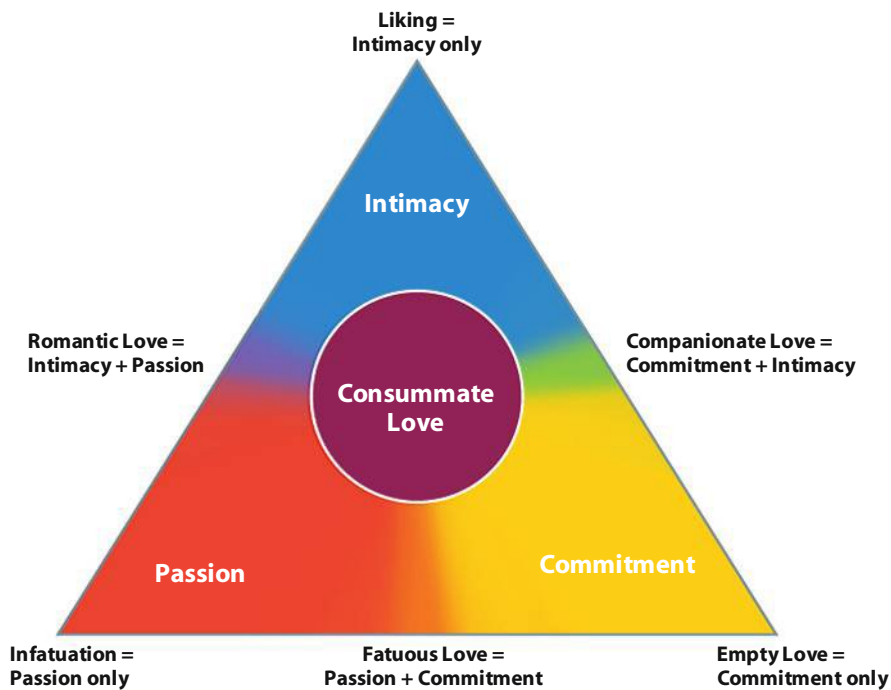 Liking =
Intimacy only
Intimacy
Romantic Love =
Intimacy + Passion
Companionate Love =
Commitment + Intimacy
Consummate
Love
Passion
Commitment
Infatuation =
Passion only
Fatuous Love =
Passion + Commitment
Empty Love =
Commitment only